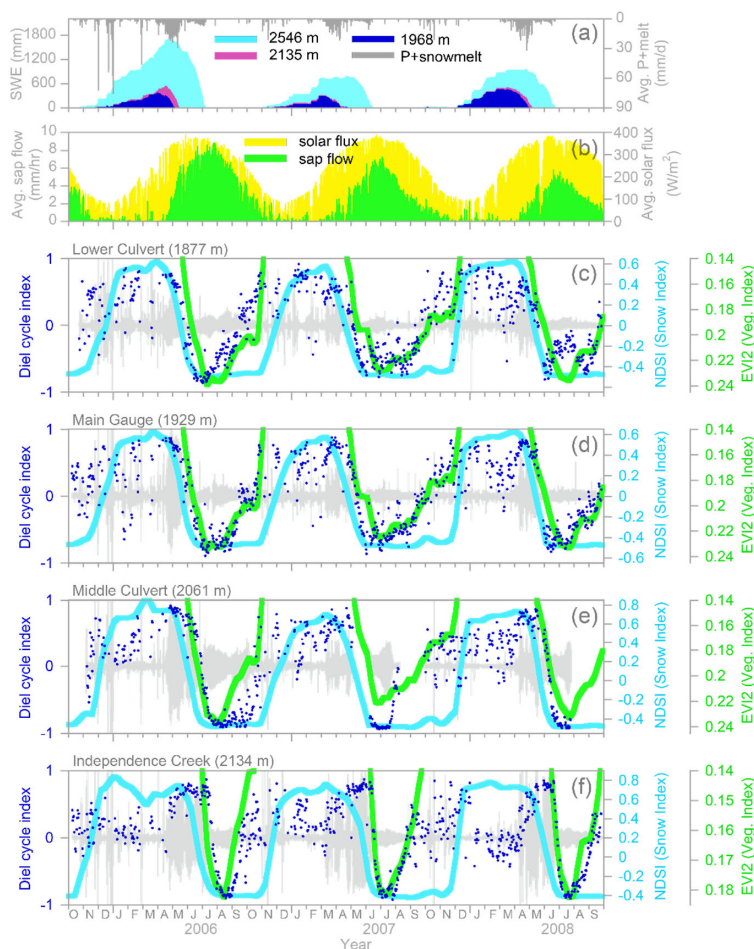 2546 m
1968 m
2135 m
P+snowmelt
(a)
SWE (mm)
1800
1200
600
0
Avg. P+melt (mm/d)
0
30
60
90
solar flux
sap flow
(b)
Avg. sap flow (mm/hr)
10
8
6
4
2
0
Avg. solar flux (W/m²)
400
300
200
100
0
Lower Culvert (1877 m)
(c)
Diel cycle index
1
0
-1
0.6
0.4
0.2
0
-0.2
-0.4
NDSI (Snow Index)
0.14
0.16
0.18
0.2
0.22
0.24
EVI2 (Veg. Index)
Main Gauge (1929 m)
(d)
Diel cycle index
1
0
-1
0.6
0.4
0.2
0
-0.2
-0.4
-0.6
NDSI (Snow Index)
0.14
0.16
0.18
0.2
0.22
0.24
EVI2 (Veg. Index)
Middle Culvert (2061 m)
(e)
Diel cycle index
1
0
-1
0.8
0.6
0.4
0.2
0
-0.2
-0.4
NDSI (Snow Index)
0.14
0.16
0.18
0.2
0.22
0.24
EVI2 (Veg. Index)
Independence Creek (2134 m)
(f)
Diel cycle index
1
0
-1
0.8
0.6
0.4
0.2
0
-0.2
-0.4
NDSI (Snow Index)
0.14
0.15
0.16
0.17
0.18
EVI2 (Veg. Index)
O N D J F M A M J J A S O N D J F M A M J J A S O N D J F M A M J J A S
2006 2007 2008
Year